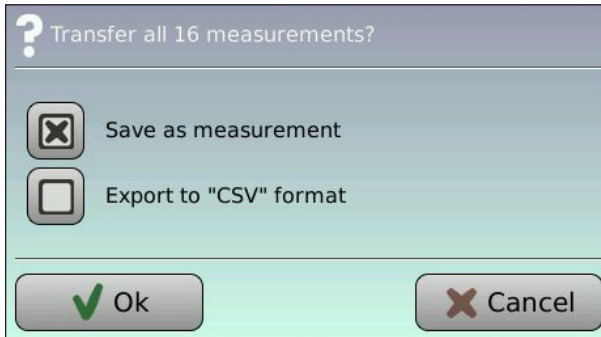 Transfer all 16 measurements?
Save as measurement
Export to "CSV" format
Ok
Cancel